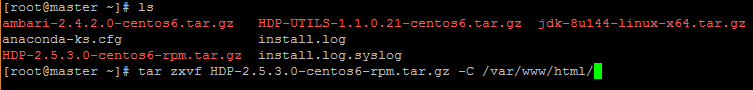 [root@master ~]# ls
ambari-2.4.2.0-centos6.tar.gz HDP-UTILS-1.1.0.21-centos6.tar.gz jdk-8u144-linux-x64.tar.gz
anaconda-ks.cfg install.log
HDP-2.5.3.0-centos6-rpm.tar.gz install.log.syslog
[root@master ~]# tar zxvf HDP-2.5.3.0-centos6-rpm.tar.gz -C /var/www/html/